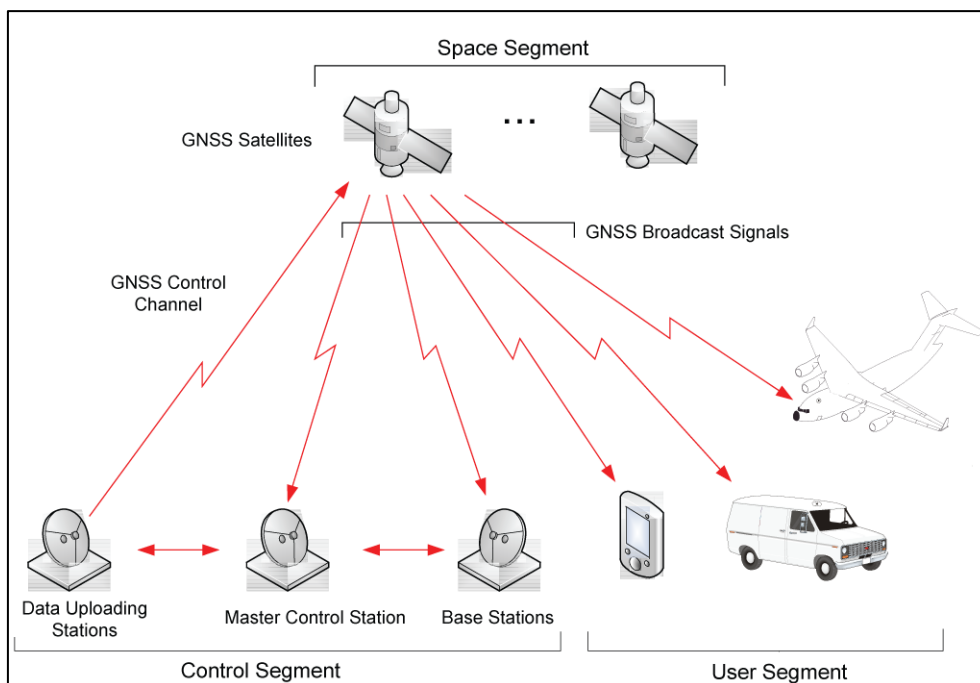 Space Segment
GNSS Satellites
...
GNSS Broadcast Signals
GNSS Control
Channel
Data Uploading
Stations
Master Control Station
Base Stations
Control Segment
User Segment